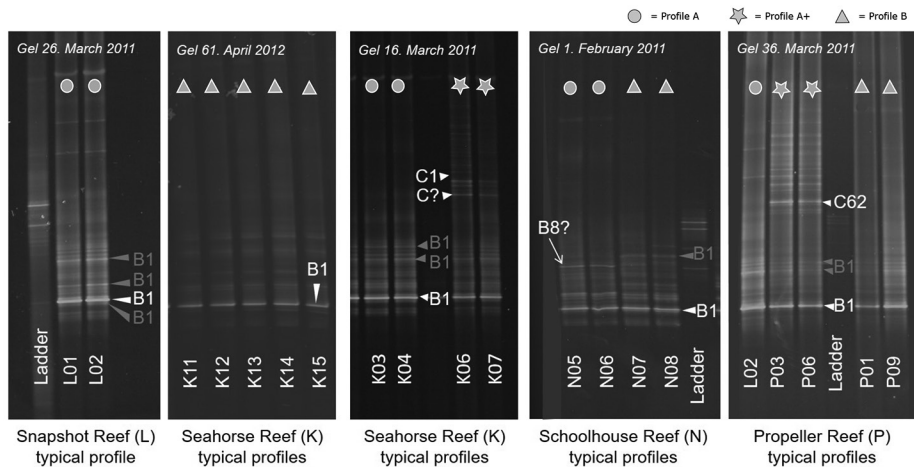 = Profile A = Profile A+ = Profile B
Gel 26. March 2011
B1
B1
B1
B1
Ladder
L01
L02
Snapshot Reef (L)
typical profile
Gel 61. April 2012
B1
K11
K12
K13
K14
K15
Seahorse Reef (K)
typical profiles
Gel 16. March 2011
C1
C?
B1
B1
B1
K03
K04
K06
K07
Seahorse Reef (K)
typical profiles
Gel 1. February 2011
B8?
B1
B1
N05
N06
N07
N08
Ladder
Schoolhouse Reef (N)
typical profiles
Gel 36. March 2011
C62
B1
B1
L02
P03
P06
Ladder
P01
P09
Propeller Reef (P)
typical profiles